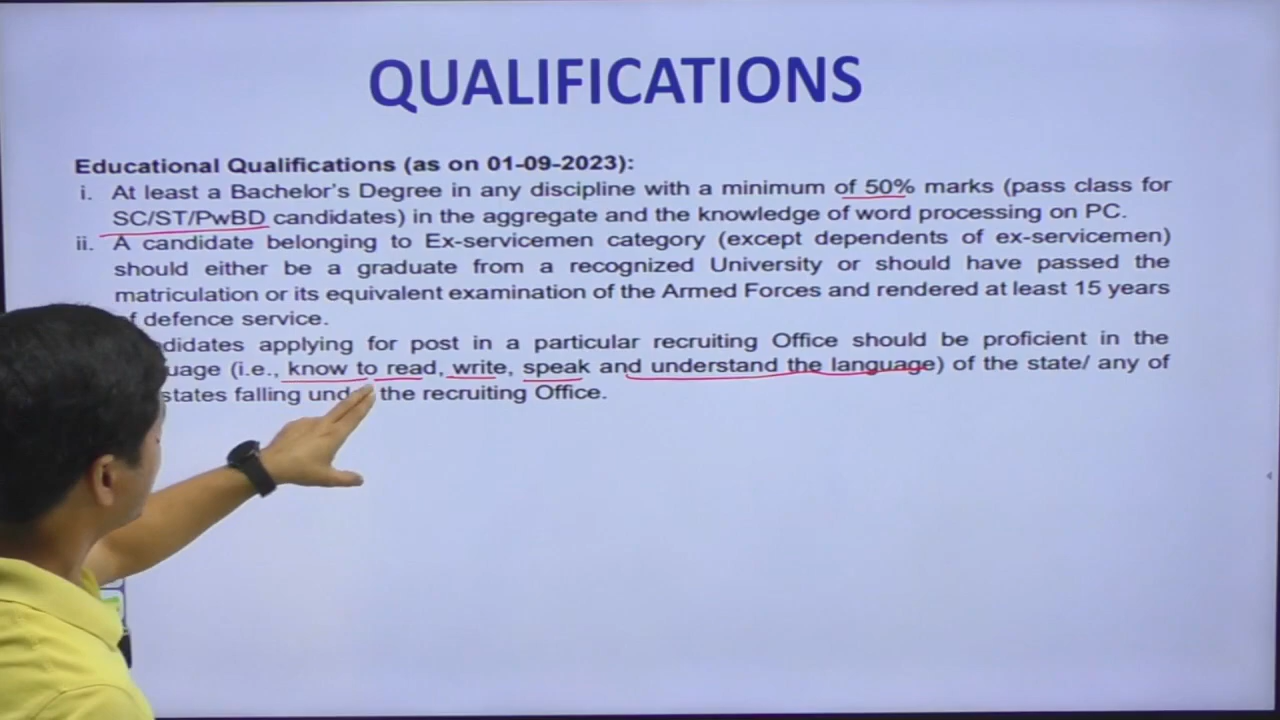 QUALIFICATIONS
Educational Qualifications (as on 01-09-2023):
i. At least a Bachelor's Degree in any discipline with a minimum of 50% marks (pass class for
SC/ST/PwBD candidates) in the aggregate and the knowledge of word processing on PC.
ii. A candidate belonging to Ex-servicemen category (except dependents of ex-servicemen)
should either be a graduate from a recognized University or should have passed the
matriculation or its equivalent examination of the Armed Forces and rendered at least 15 years
of defence service.
didates applying for post in a particular recruiting Office should be proficient in the
uage (i.e., know to read, write, speak and understand the language) of the state/ any of
states falling under the recruiting Office.